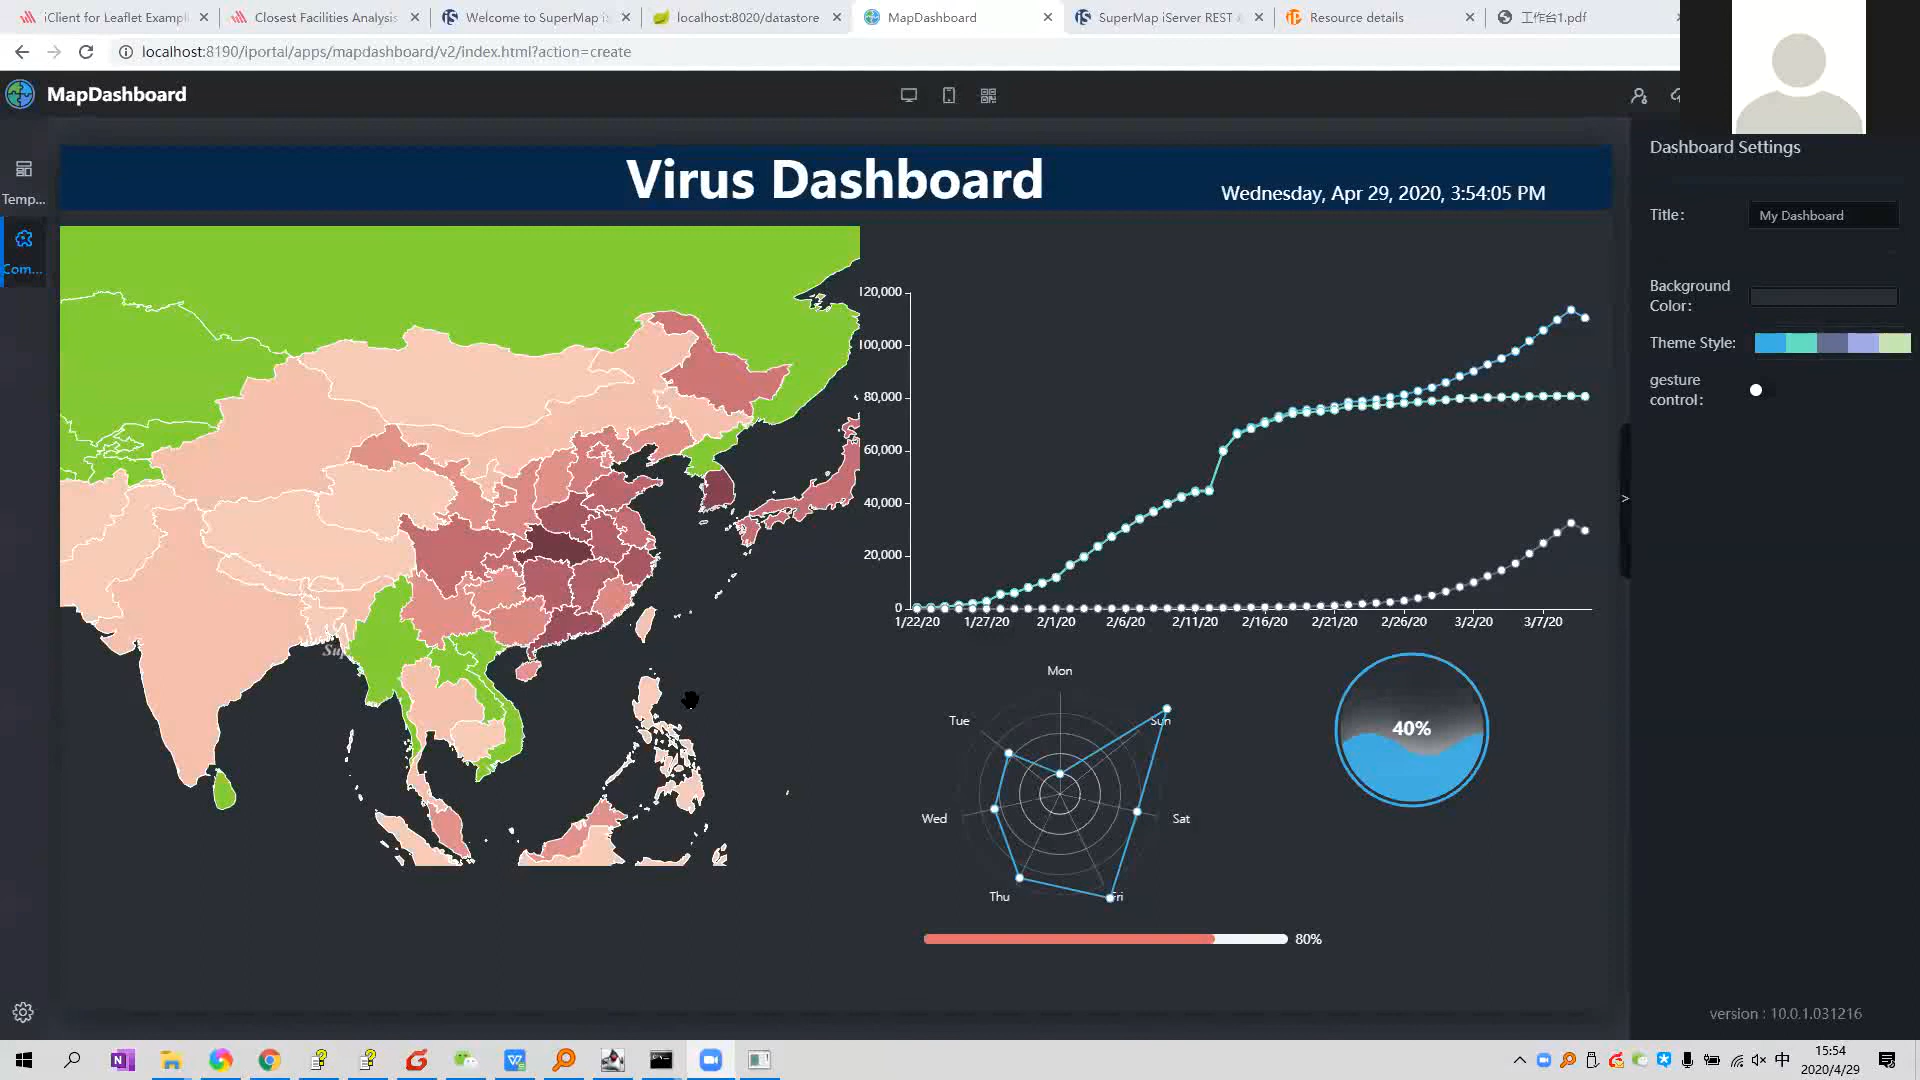 iClient for Leaflet Exampl
Closest Facilities Analysis
Welcome to SuperMap iS
localhost:8020/datastore
MapDashboard
SuperMap iServer REST
Resource details
工作台1.pdf
localhost:8190/iportal/apps/mapdashboard/v2/index.html?action=create
MapDashboard
Temp...
Com...
Virus Dashboard
Wednesday, Apr 29, 2020, 3:54:05 PM
Dashboard Settings
Title:
My Dashboard
Background
Color:
Theme Style:
gesture
control:
120,000
100,000
80,000
60,000
40,000
20,000
0
1/22/20 1/27/20 2/1/20 2/6/20 2/11/20 2/16/20 2/21/20 2/26/20 3/2/20 3/7/20
Sup
Mon
Tue
Sun
Wed
Sat
Thu
Fri
40%
80%
version : 10.0.1.031216
中
15:54
2020/4/29